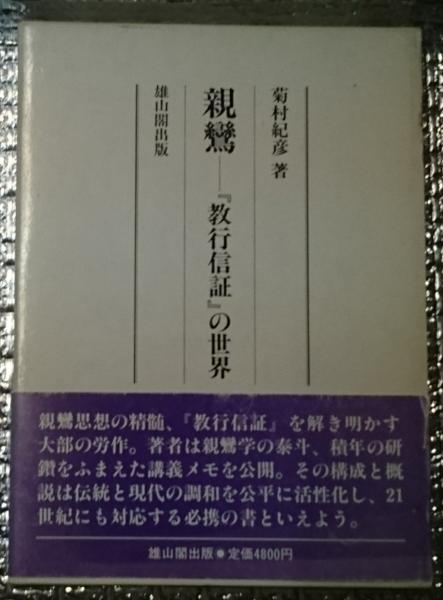 菊村紀彦 著
親鸞―『教行信証』の世界
雄山閣出版
親鸞思想の精髄、『教行信証』を解き明かす
大部の労作。著者は親鸞学の泰斗、積年の研
鑽をふまえた講義メモを公開。その構成と概
説は伝統と現代の調和を公平に活性化し、21
世紀にも対応する必携の書といえよう。
雄山閣出版●定価4800円